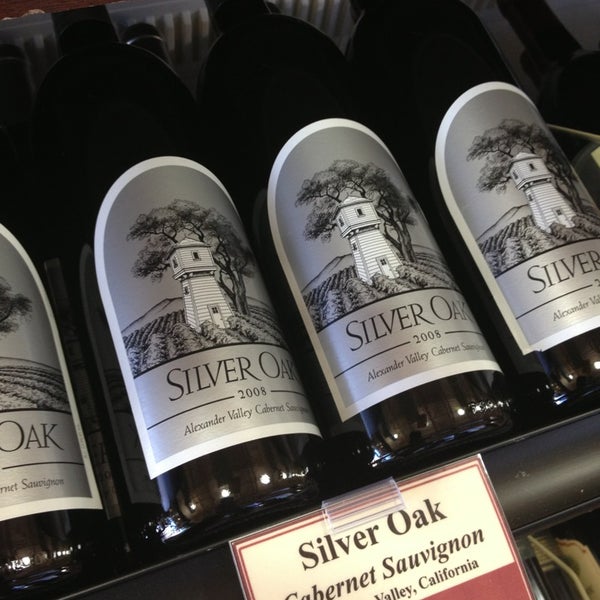 OAK
Cabernet Sauvignon
SILVER OAK
2008
Alexander Valley Cabernet Sauvignon
SILVER OAK
2008
Alexander Valley Cabernet Sauvignon
SILVER
Alexander Valley Cabernet
Silver Oak
Cabernet Sauvignon
Valley, California